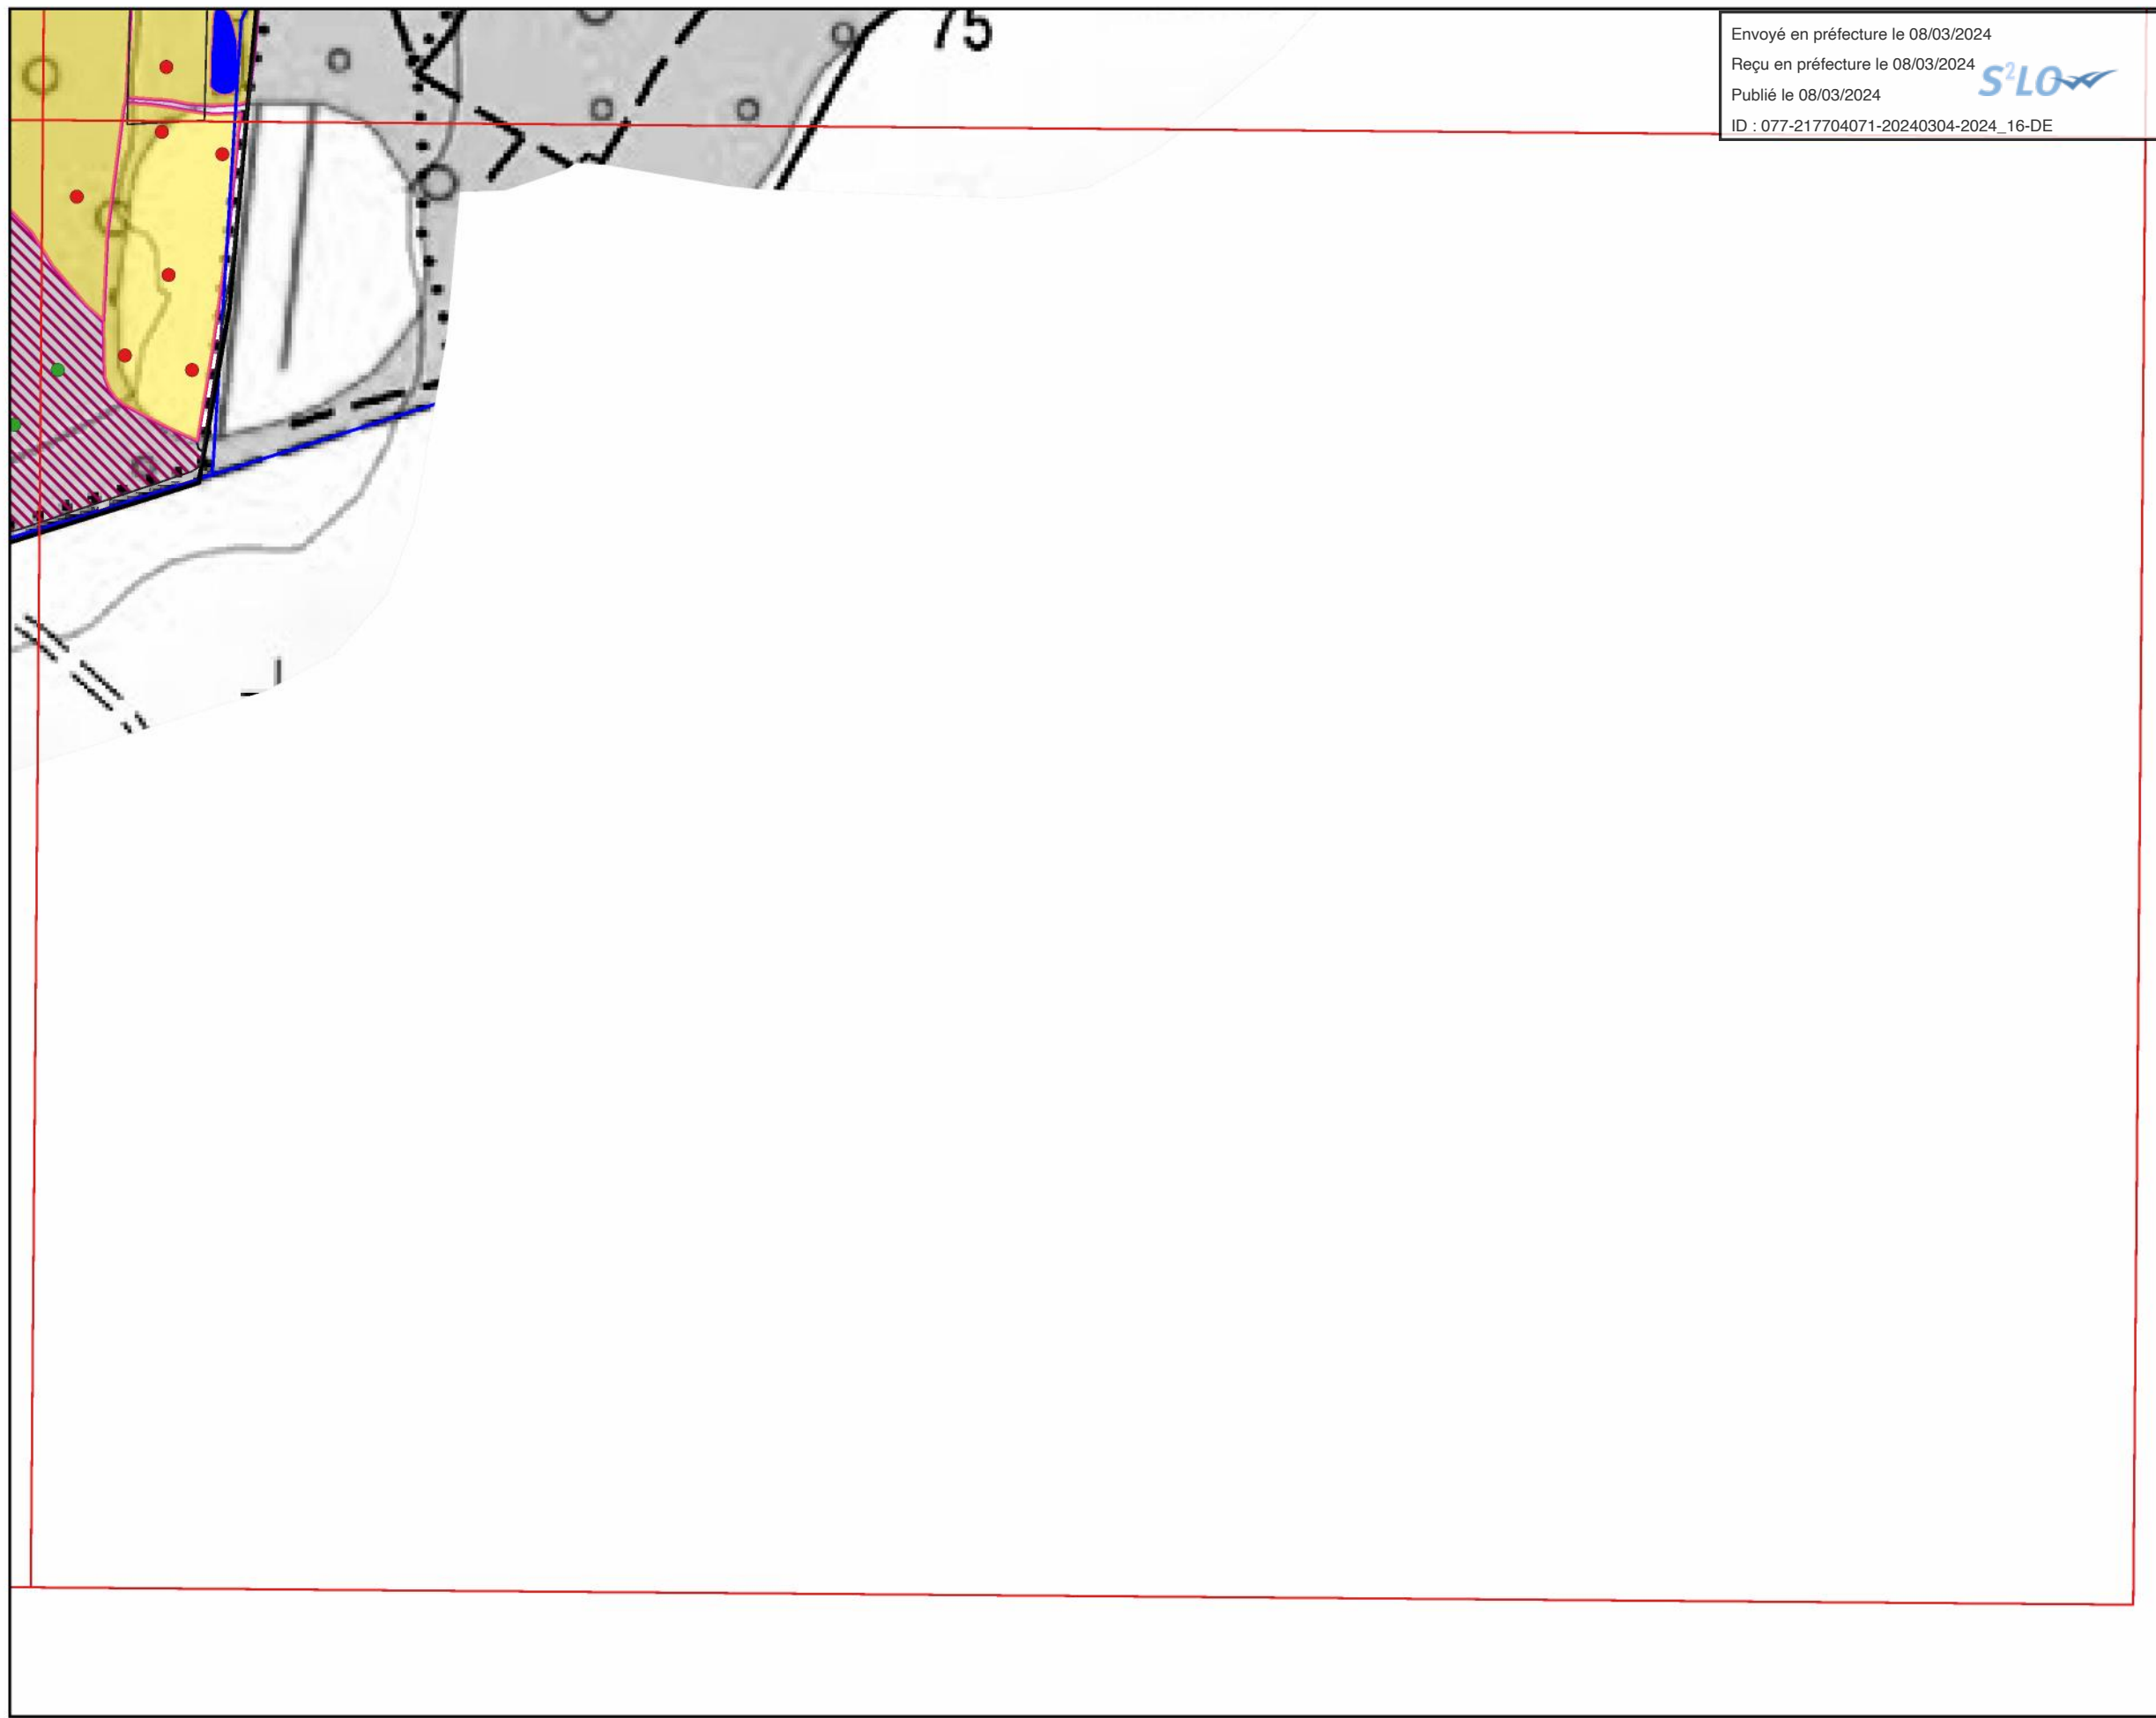 75
Envoyé en préfecture le 08/03/2024
Reçu en préfecture le 08/03/2024
S²LOW
Publié le 08/03/2024
ID : 077-217704071-20240304-2024_16-DE